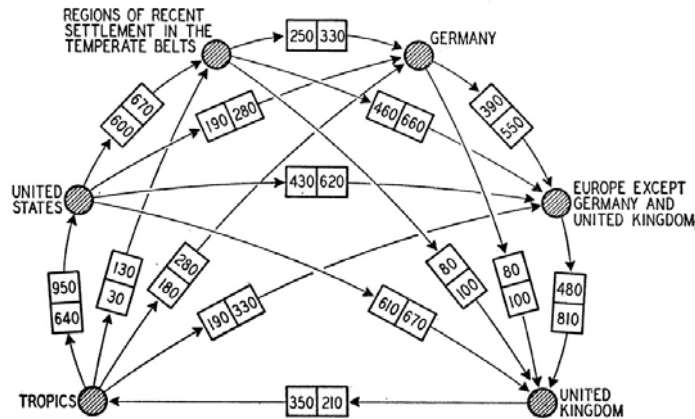 REGIONS OF RECENT
SETTLEMENT IN THE
TEMPERATE BELTS
250 330
GERMANY
670
600
190 280
460 660
390
550
UNITED
STATES
430 620
EUROPE EXCEPT
GERMANY AND
UNITED KINGDOM
950
640
130
30
280
180
190 330
610 670
80
100
80
100
480
810
TROPICS
350 210
UNITED
KINGDOM